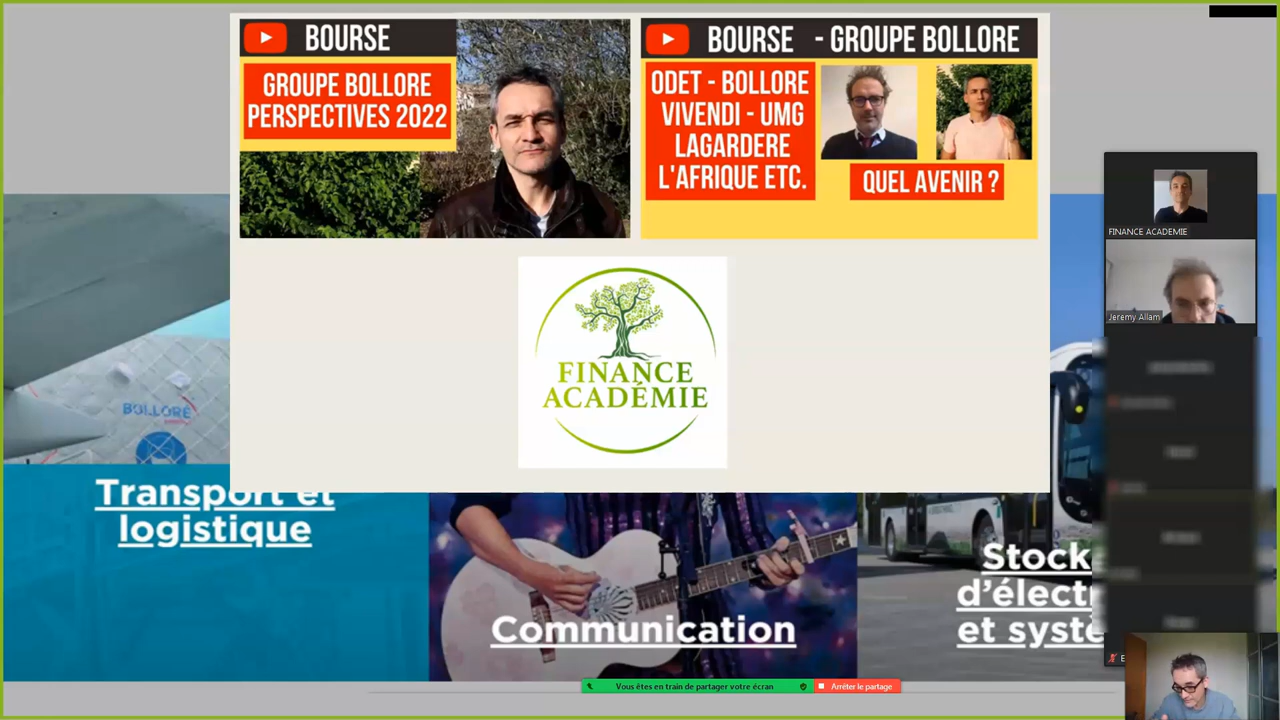 BOURSE
GROUPE BOLLORE
PERSPECTIVES 2022
BOURSE - GROUPE BOLLORE
ODET - BOLLORE
VIVENDI - UMG
LAGARDERE
L'AFRIQUE ETC.
QUEL AVENIR ?
FINANCE
ACADÉMIE
FINANCE ACADEMIE
Jeremy Allam
BOLLORÉ
Transport et
logistique
Communication
Stock
d'électr
et systè
Vous êtes en train de partager votre écran
Arrêter le partage